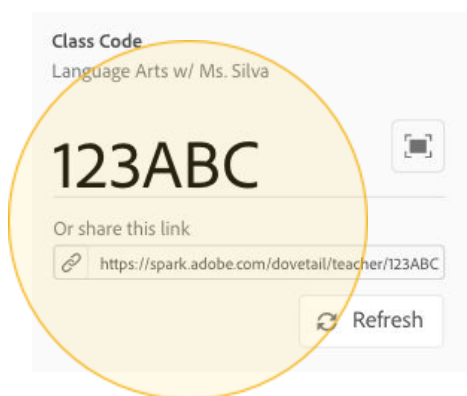 Class Code
Language Arts w/ Ms. Silva
123ABC
Or share this link
https://spark.adobe.com/dovetail/teacher/123ABC
Refresh